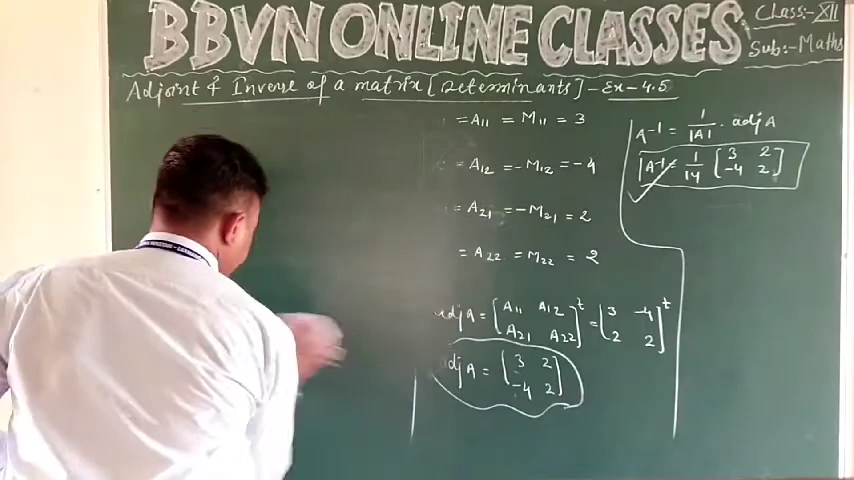 BBVN ONLINE CLASSES
Class:- XII
Sub:- Maths
Adjoint & Inverse of a matrix [Determinants] - Ex - 4.5
= A11 = M11 = 3
= A12 = -M12 = -4
= A21 = -M21 = 2
= A22 = M22 = 2
adj A = [A11 A12 A21 A22]^t = [3 -4 2 2]^t
adj A = [3 2 -4 2]
A^-1 = 1/|A| . adj A
A^-1 = 1/14 [3 2 -4 2]